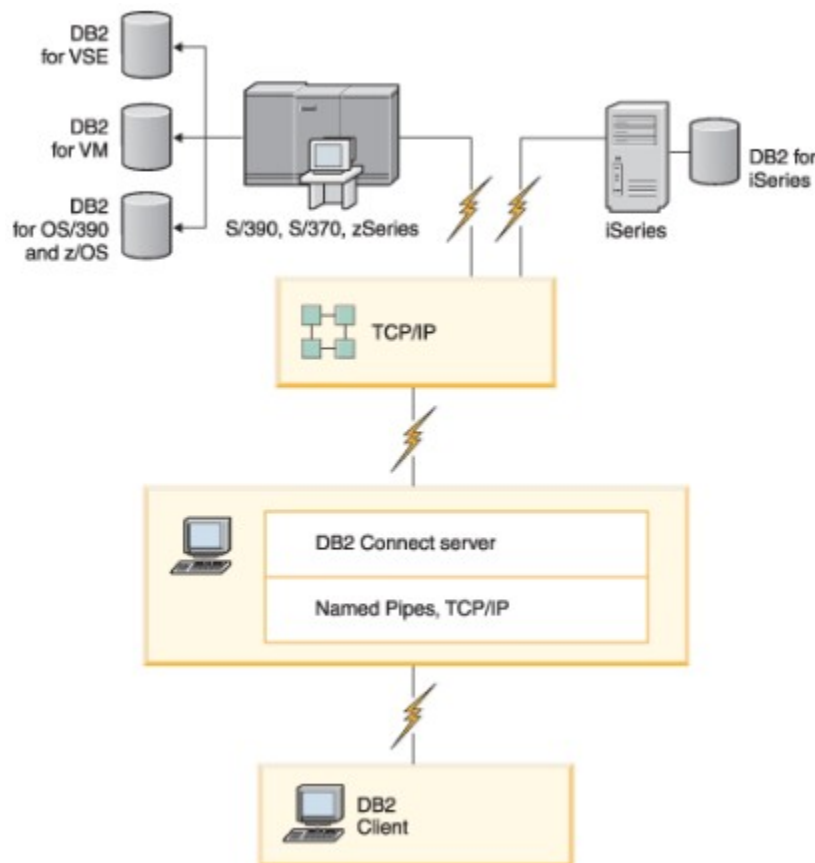 DB2
for VSE
DB2
for VM
DB2
for OS/390
and z/OS
S/390, S/370, zSeries
iSeries
DB2 for
iSeries
TCP/IP
DB2 Connect server
Named Pipes, TCP/IP
DB2
Client